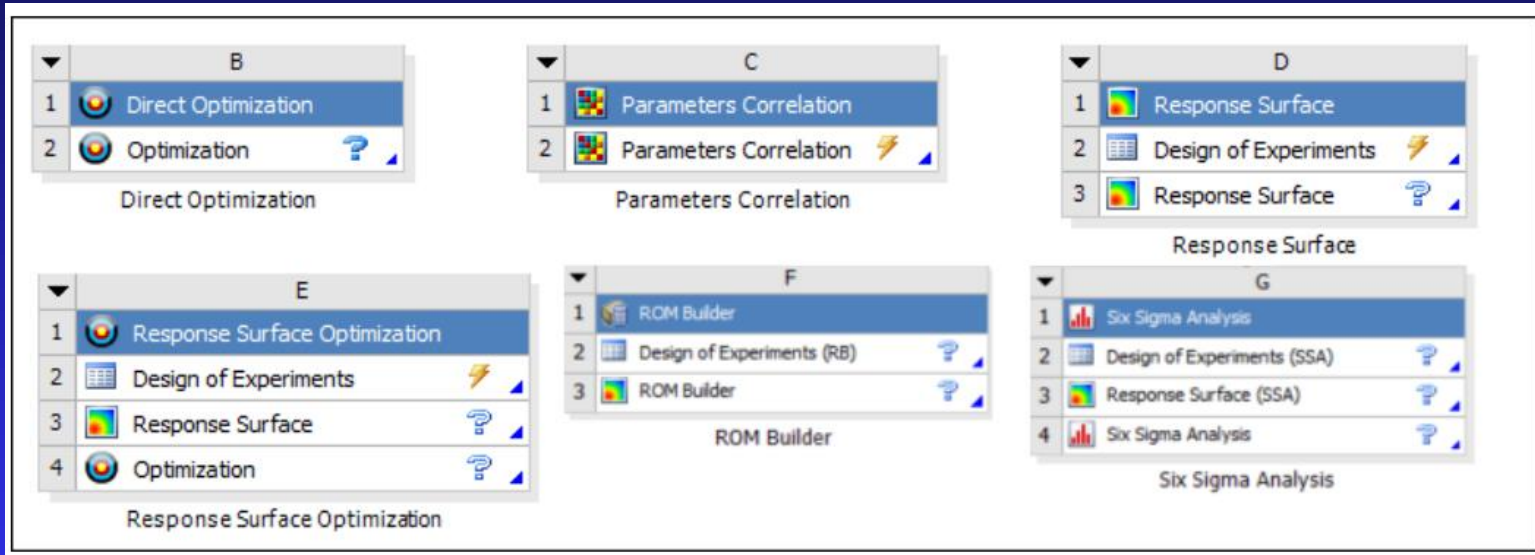 B
1 Direct Optimization
2 Optimization ?
Direct Optimization
C
1 Parameters Correlation
2 Parameters Correlation
Parameters Correlation
D
1 Response Surface
2 Design of Experiments
3 Response Surface ?
Response Surface
E
1 Response Surface Optimization
2 Design of Experiments
3 Response Surface ?
4 Optimization ?
Response Surface Optimization
F
1 ROM Builder
2 Design of Experiments (RB) ?
3 ROM Builder ?
ROM Builder
G
1 Six Sigma Analysis
2 Design of Experiments (SSA) ?
3 Response Surface (SSA) ?
4 Six Sigma Analysis ?
Six Sigma Analysis